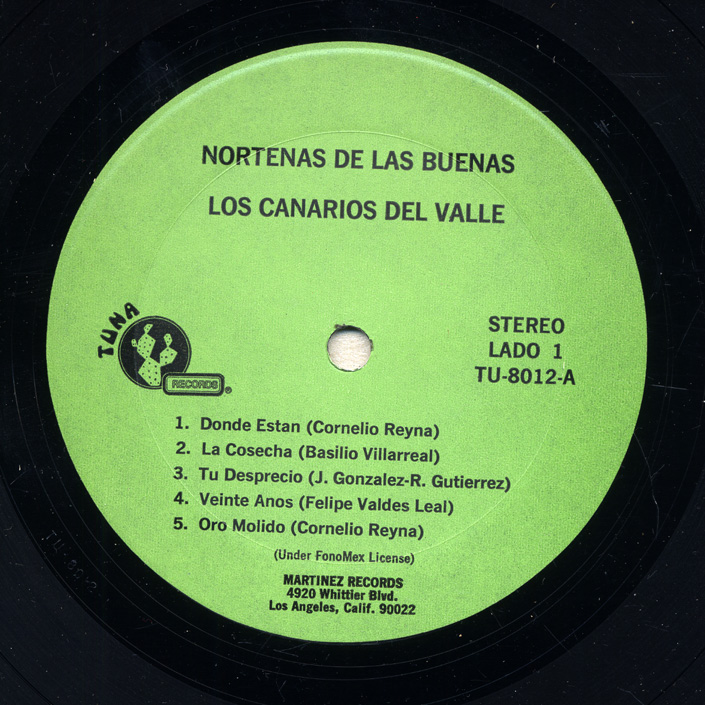 NORTENAS DE LAS BUENAS
LOS CANARIOS DEL VALLE
TUNA
RECORDS ®
STEREO
LADO 1
TU-8012-A
1. Donde Estan (Cornelio Reyna)
2. La Cosecha (Basilio Villarreal)
3. Tu Desprecio (J. Gonzalez-R. Gutierrez)
4. Veinte Anos (Felipe Valdes Leal)
5. Oro Molido (Cornelio Reyna)
(Under FonoMex License)
MARTINEZ RECORDS
4920 Whittier Blvd.
Los Angeles, Calif. 90022